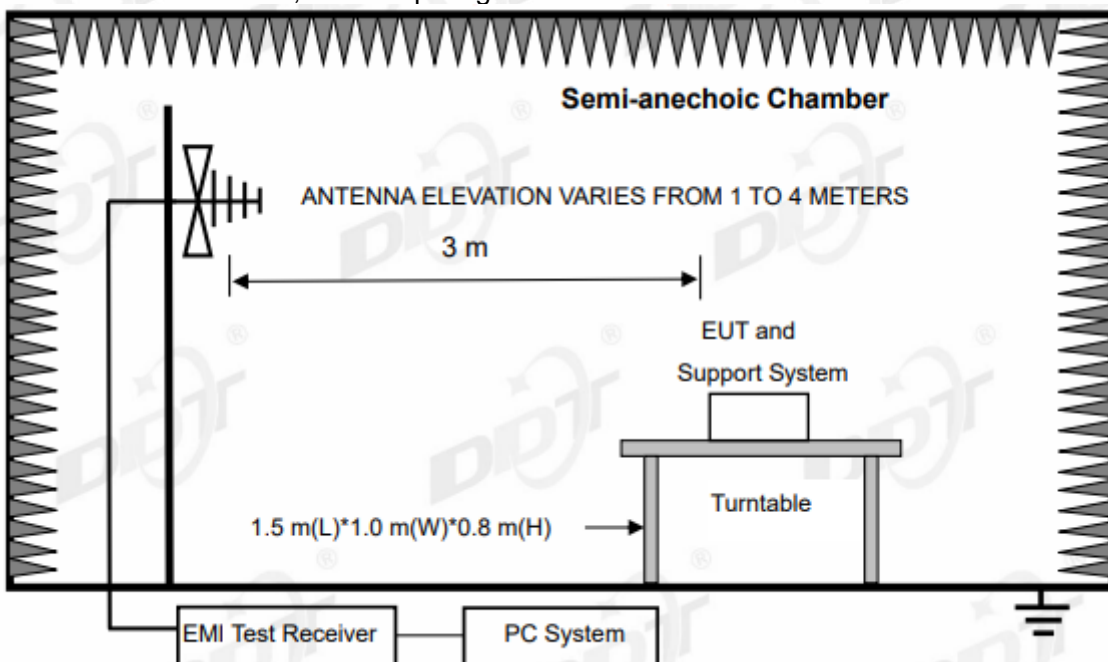 Semi-anechoic Chamber
ANTENNA ELEVATION VARIES FROM 1 TO 4 METERS
3 m
EUT and
Support System
Turntable
1.5 m(L)*1.0 m(W)*0.8 m(H)
EMI Test Receiver
PC System
DDT
®